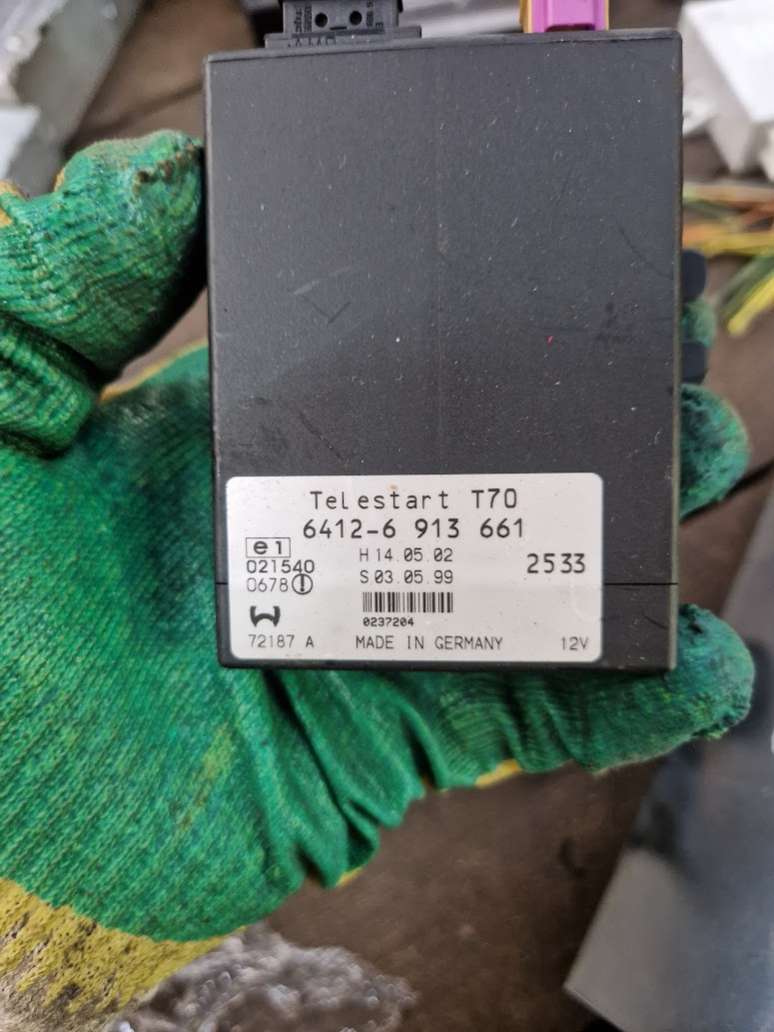 Telestart T70
6412-6 913 661
e1
H 14.05.02
021540
2533
0678
S 03.05.99
0237204
72187 A MADE IN GERMANY 12V